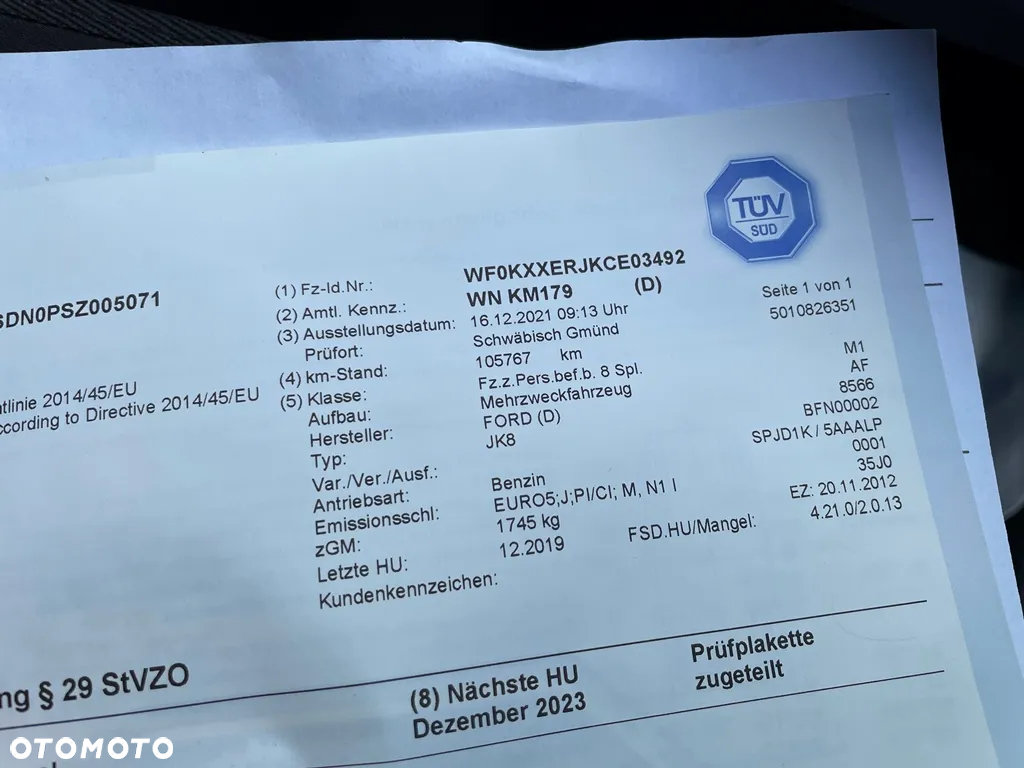 TÜV
SÜD
SDN0PSZ005071
(1) Fz-Id.Nr.: WF0KXXERJKCE03492
(2) Amtl. Kennz.: WN KM179 (D) Seite 1 von 1
(3) Ausstellungsdatum: 16.12.2021 09:13 Uhr 5010826351
Prüfort: Schwäbisch Gmünd
(4) km-Stand: 105767 km
(5) Klasse: Fz.z.Pers.bef.b. 8 Spl. M1
Aufbau: Mehrzweckfahrzeug AF
Hersteller: FORD (D) 8566
Typ: JK8 BFN00002
Var./Ver./Ausf.: SPJD1K / 5AAALP
Antriebsart: Benzin 0001
Emissionsschl: EURO5;J;PI/CI; M, N1 I 35J0
zGM: 1745 kg EZ: 20.11.2012
Letzte HU: 12.2019 FSD.HU/Mangel: 4.21.0/2.0.13
Kundenkennzeichen:
tlinie 2014/45/EU
ccording to Directive 2014/45/EU
ng § 29 StVZO
(8) Nächste HU
Dezember 2023
Prüfplakette
zugeteilt
OTOMOTO